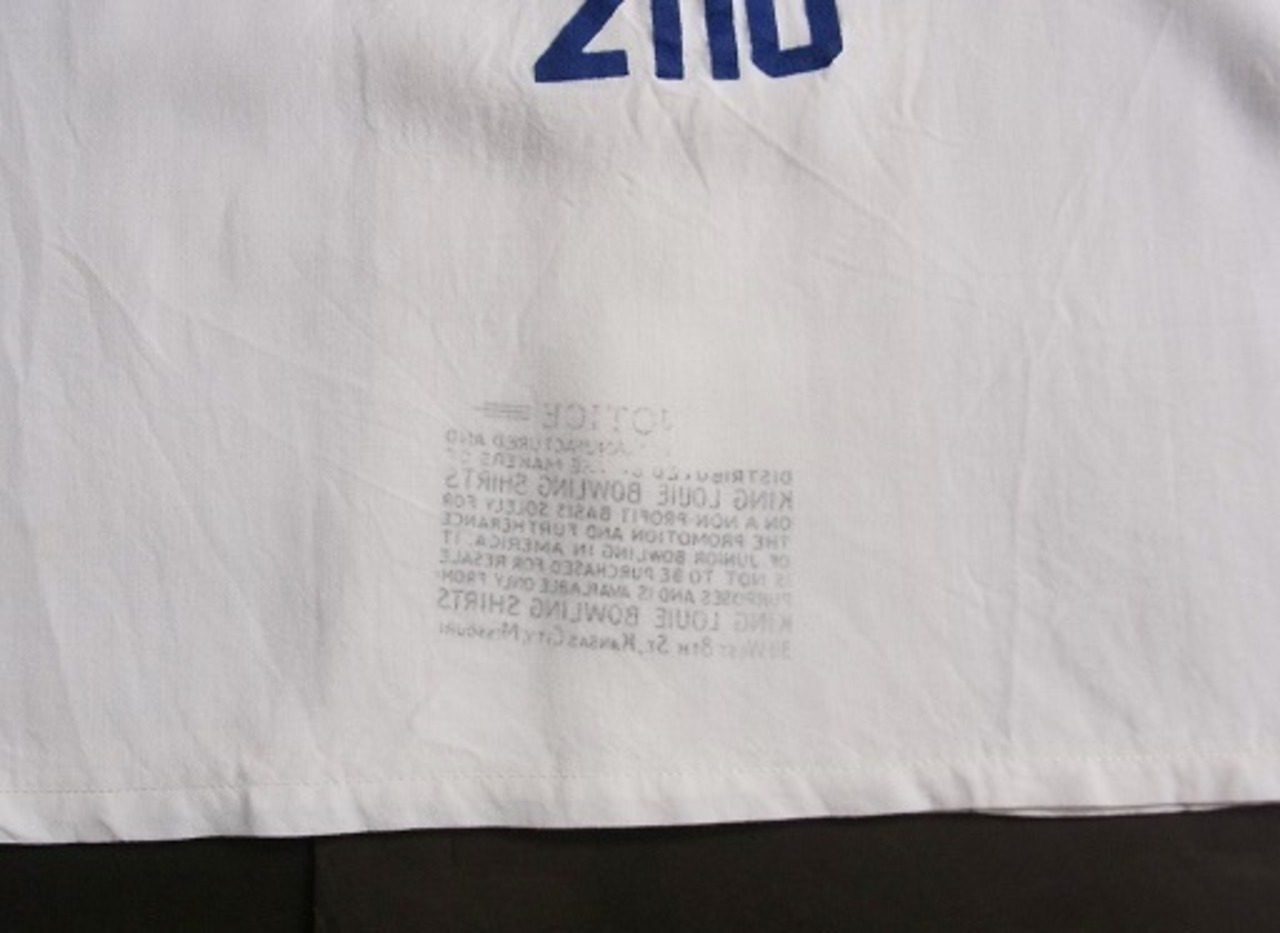 NOTICE
MANUFACTURED AND
DISTRIBUTED BY THE MAKERS OF
KING LOUIE BOWLING SHIRTS
ON A NON-PROFIT BASIS SOLELY FOR
THE PROMOTION AND FURTHERANCE
OF JUNIOR BOWLING IN AMERICA. IT
IS NOT TO BE PURCHASED FOR RESALE
PURPOSES AND IS AVAILABLE ONLY FROM
KING LOUIE BOWLING SHIRTS
West 8th St., Kansas City, Missouri